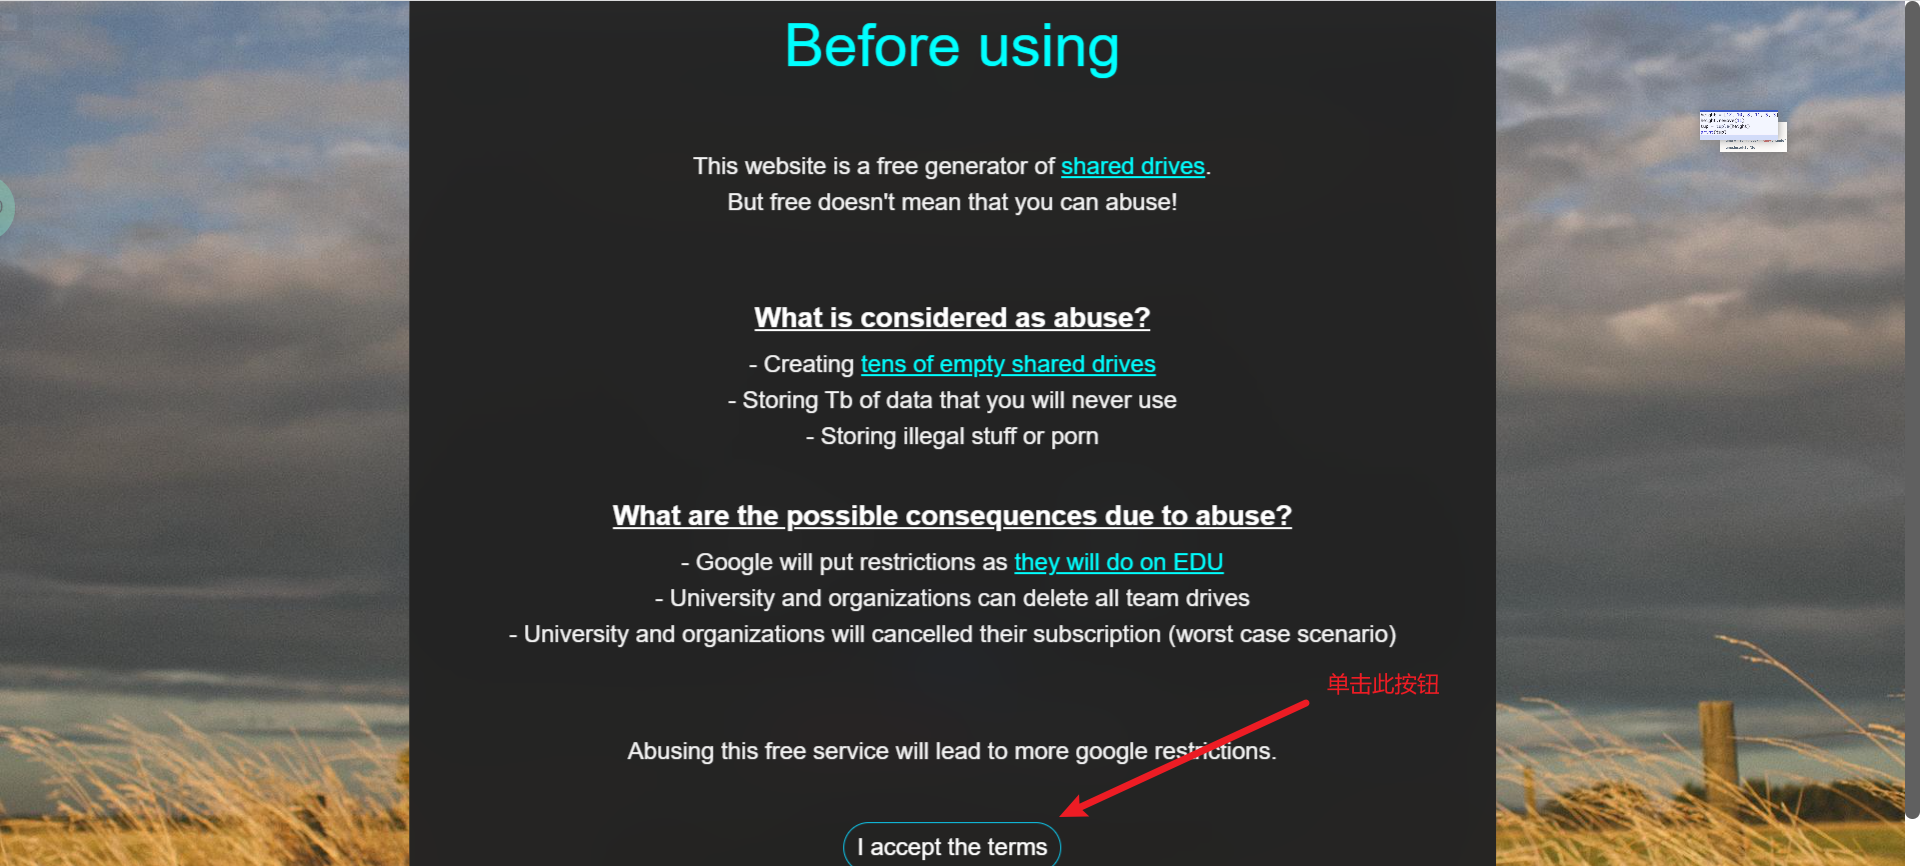 Before using
This website is a free generator of shared drives.
But free doesn't mean that you can abuse!
What is considered as abuse?
- Creating tens of empty shared drives
- Storing Tb of data that you will never use
- Storing illegal stuff or porn
What are the possible consequences due to abuse?
- Google will put restrictions as they will do on EDU
- University and organizations can delete all team drives
- University and organizations will cancelled their subscription (worst case scenario)
单击此按钮
Abusing this free service will lead to more google restrictions.
I accept the terms